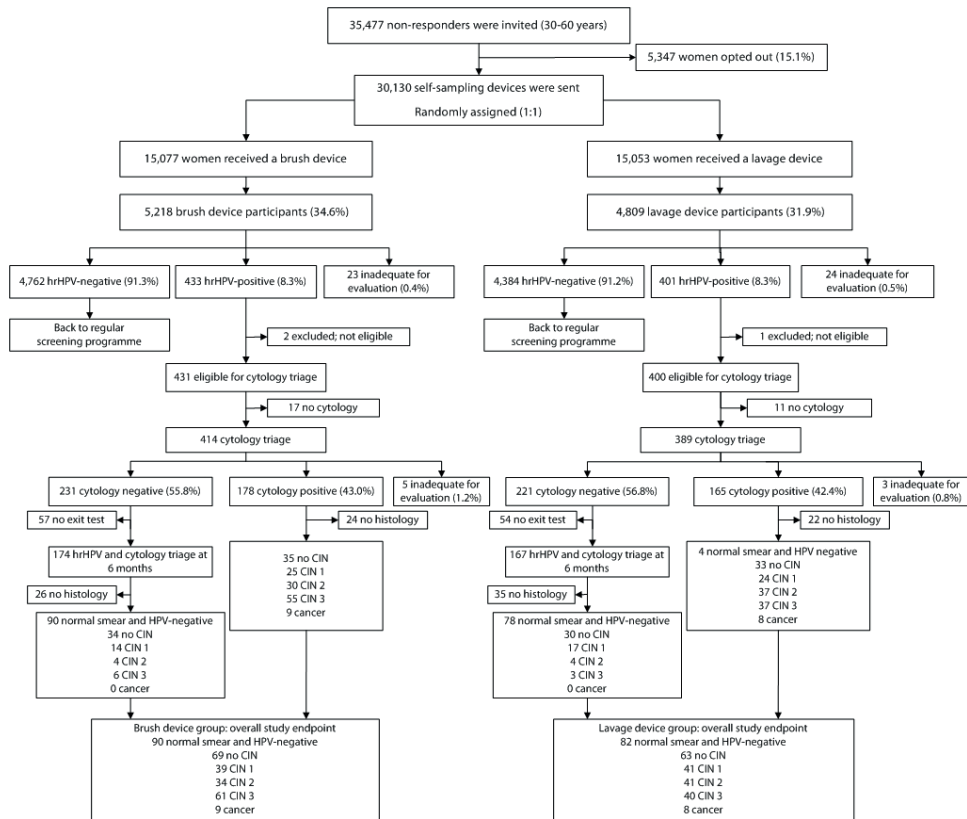 35,477 non-responders were invited (30-60 years)
5,347 women opted out (15.1%)
30,130 self-sampling devices were sent
Randomly assigned (1:1)
15,077 women received a brush device
15,053 women received a lavage device
5,218 brush device participants (34.6%)
4,809 lavage device participants (31.9%)
4,762 hrHPV-negative (91.3%)
433 hrHPV-positive (8.3%)
23 inadequate for
evaluation (0.4%)
4,384 hrHPV-negative (91.2%)
401 hrHPV-positive (8.3%)
24 inadequate for
evaluation (0.5%)
Back to regular
screening programme
2 excluded; not eligible
Back to regular
screening programme
1 excluded; not eligible
431 eligible for cytology triage
400 eligible for cytology triage
17 no cytology
11 no cytology
414 cytology triage
389 cytology triage
231 cytology negative (55.8%)
178 cytology positive (43.0%)
5 inadequate for
evaluation (1.2%)
221 cytology negative (56.8%)
165 cytology positive (42.4%)
3 inadequate for
evaluation (0.8%)
57 no exit test
24 no histology
54 no exit test
22 no histology
174 hrHPV and cytology triage at
6 months
35 no CIN
25 CIN 1
30 CIN 2
55 CIN 3
9 cancer
167 hrHPV and cytology triage at
6 months
4 normal smear and HPV negative
33 no CIN
24 CIN 1
37 CIN 2
37 CIN 3
8 cancer
26 no histology
35 no histology
90 normal smear and HPV-negative
34 no CIN
14 CIN 1
4 CIN 2
6 CIN 3
0 cancer
78 normal smear and HPV-negative
30 no CIN
17 CIN 1
4 CIN 2
3 CIN 3
0 cancer
Brush device group: overall study endpoint
90 normal smear and HPV-negative
69 no CIN
39 CIN 1
34 CIN 2
61 CIN 3
9 cancer
Lavage device group: overall study endpoint
82 normal smear and HPV-negative
63 no CIN
41 CIN 1
41 CIN 2
40 CIN 3
8 cancer